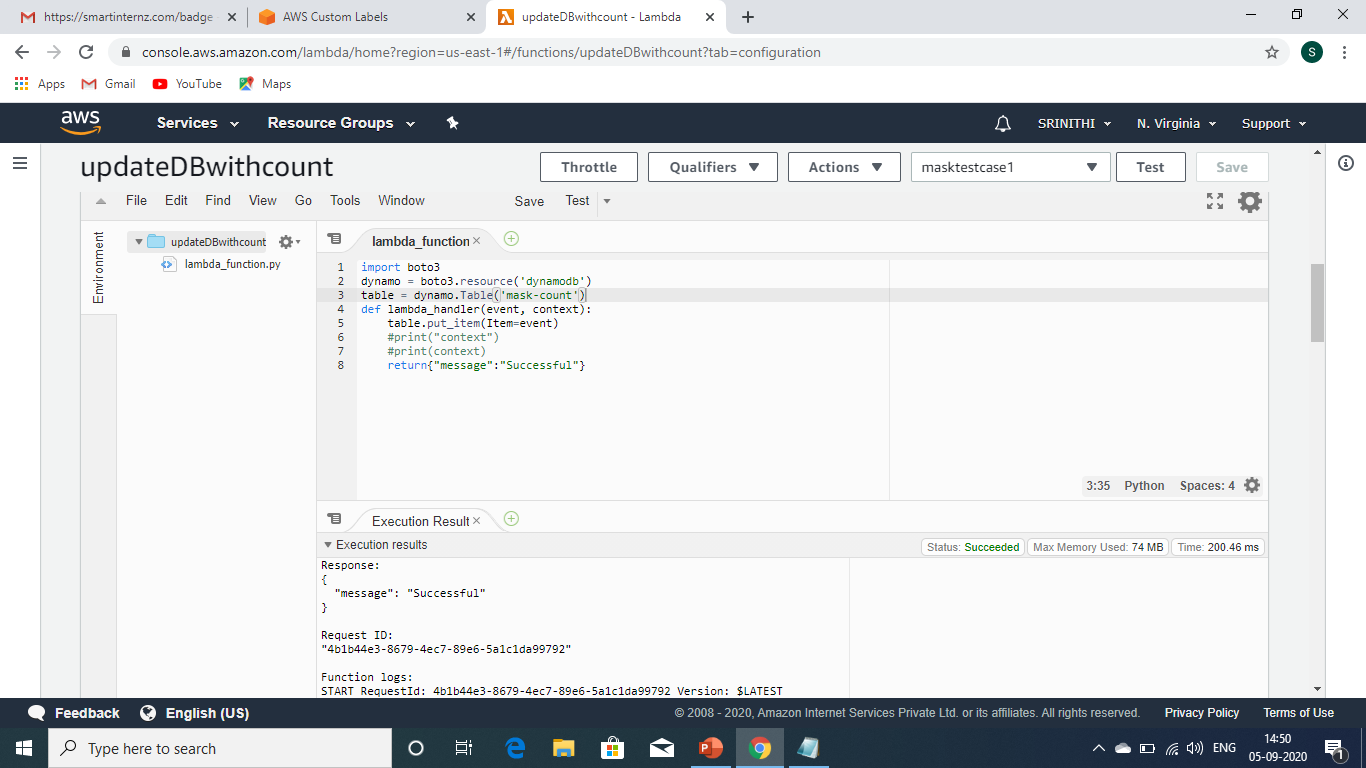 https://smartinternz.com/badge
AWS Custom Labels
updateDBwithcount - Lambda
console.aws.amazon.com/lambda/home?region=us-east-1#/functions/updateDBwithcount?tab=configuration
S
Apps Gmail YouTube Maps
aws Services Resource Groups SRINITHI N. Virginia Support
updateDBwithcount Throttle Qualifiers Actions masktestcase1 Test Save
File Edit Find View Go Tools Window Save Test
Environment
updateDBwithcount
lambda_function.py
lambda_function
1 import boto3
2 dynamo = boto3.resource('dynamodb')
3 table = dynamo.Table('mask-count')
4 def lambda_handler(event, context):
5 table.put_item(Item=event)
6 #print("context")
7 #print(context)
8 return{"message":"Successful"}
3:35 Python Spaces: 4
Execution Result
Execution results Status: Succeeded Max Memory Used: 74 MB Time: 200.46 ms
Response:
{
"message": "Successful"
}
Request ID:
"4b1b44e3-8679-4ec7-89e6-5a1c1da99792"
Function logs:
START RequestId: 4b1b44e3-8679-4ec7-89e6-5a1c1da99792 Version: $LATEST
Feedback English (US) © 2008 - 2020, Amazon Internet Services Private Ltd. or its affiliates. All rights reserved. Privacy Policy Terms of Use
Type here to search
ENG
14:50
05-09-2020
1